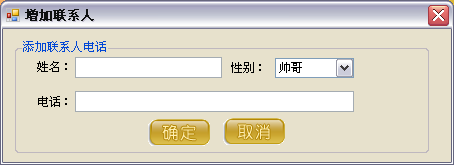 增加联系人
添加联系人电话
姓名： 性别： 帅哥
电话：
确定 取消